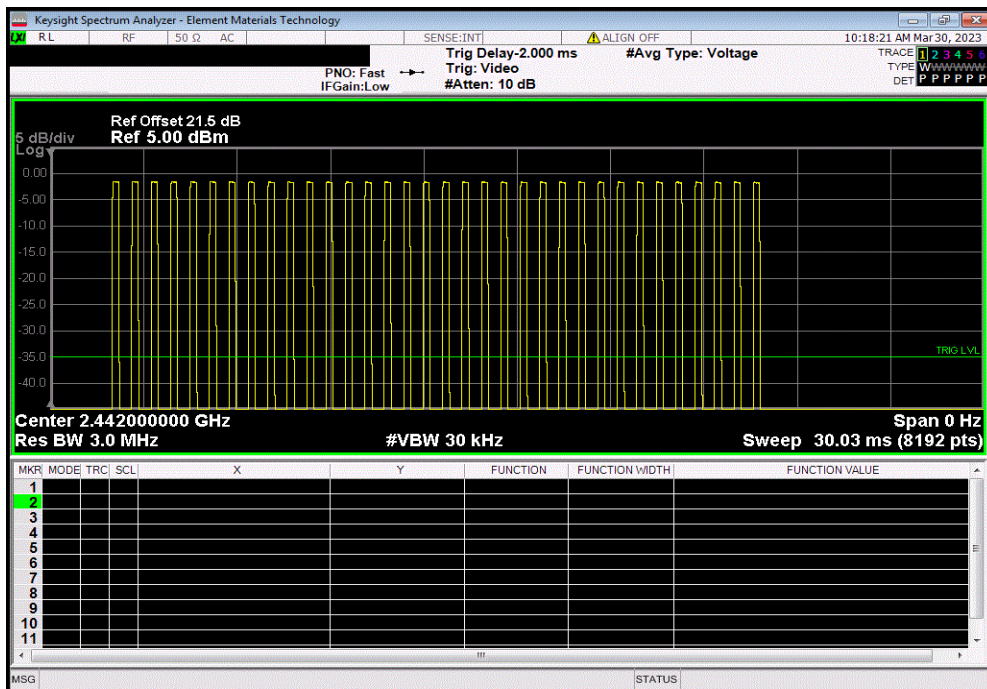 Keysight Spectrum Analyzer - Element Materials Technology
LXI RL RF 50 Ω AC SENSE:INT ALIGN OFF 10:18:21 AM Mar 30, 2023
PNO: Fast
IFGain:Low
Trig Delay-2.000 ms
Trig: Video
#Atten: 10 dB
#Avg Type: Voltage
TRACE 1 2 3 4 5 6
TYPE WWWWWW
DET P P P P P P
5 dB/div
Log
Ref Offset 21.5 dB
Ref 5.00 dBm
0.00
-5.00
-10.0
-15.0
-20.0
-25.0
-30.0
-35.0
-40.0
TRIG LVL
Center 2.442000000 GHz Span 0 Hz
Res BW 3.0 MHz #VBW 30 kHz Sweep 30.03 ms (8192 pts)
MKR MODE TRC SCL X Y FUNCTION FUNCTION WIDTH FUNCTION VALUE
1
2
3
4
5
6
7
8
9
10
11
MSG STATUS